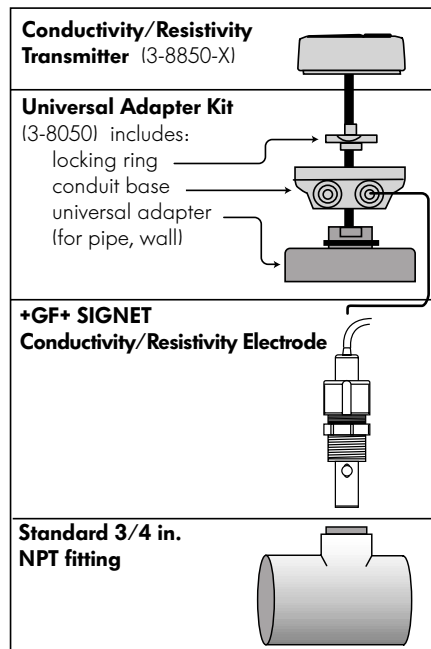 Conductivity/Resistivity
Transmitter (3-8850-X)
Universal Adapter Kit
(3-8050) includes:
locking ring
conduit base
universal adapter
(for pipe, wall)
+GF+ SIGNET
Conductivity/Resistivity Electrode
Standard 3/4 in.
NPT fitting